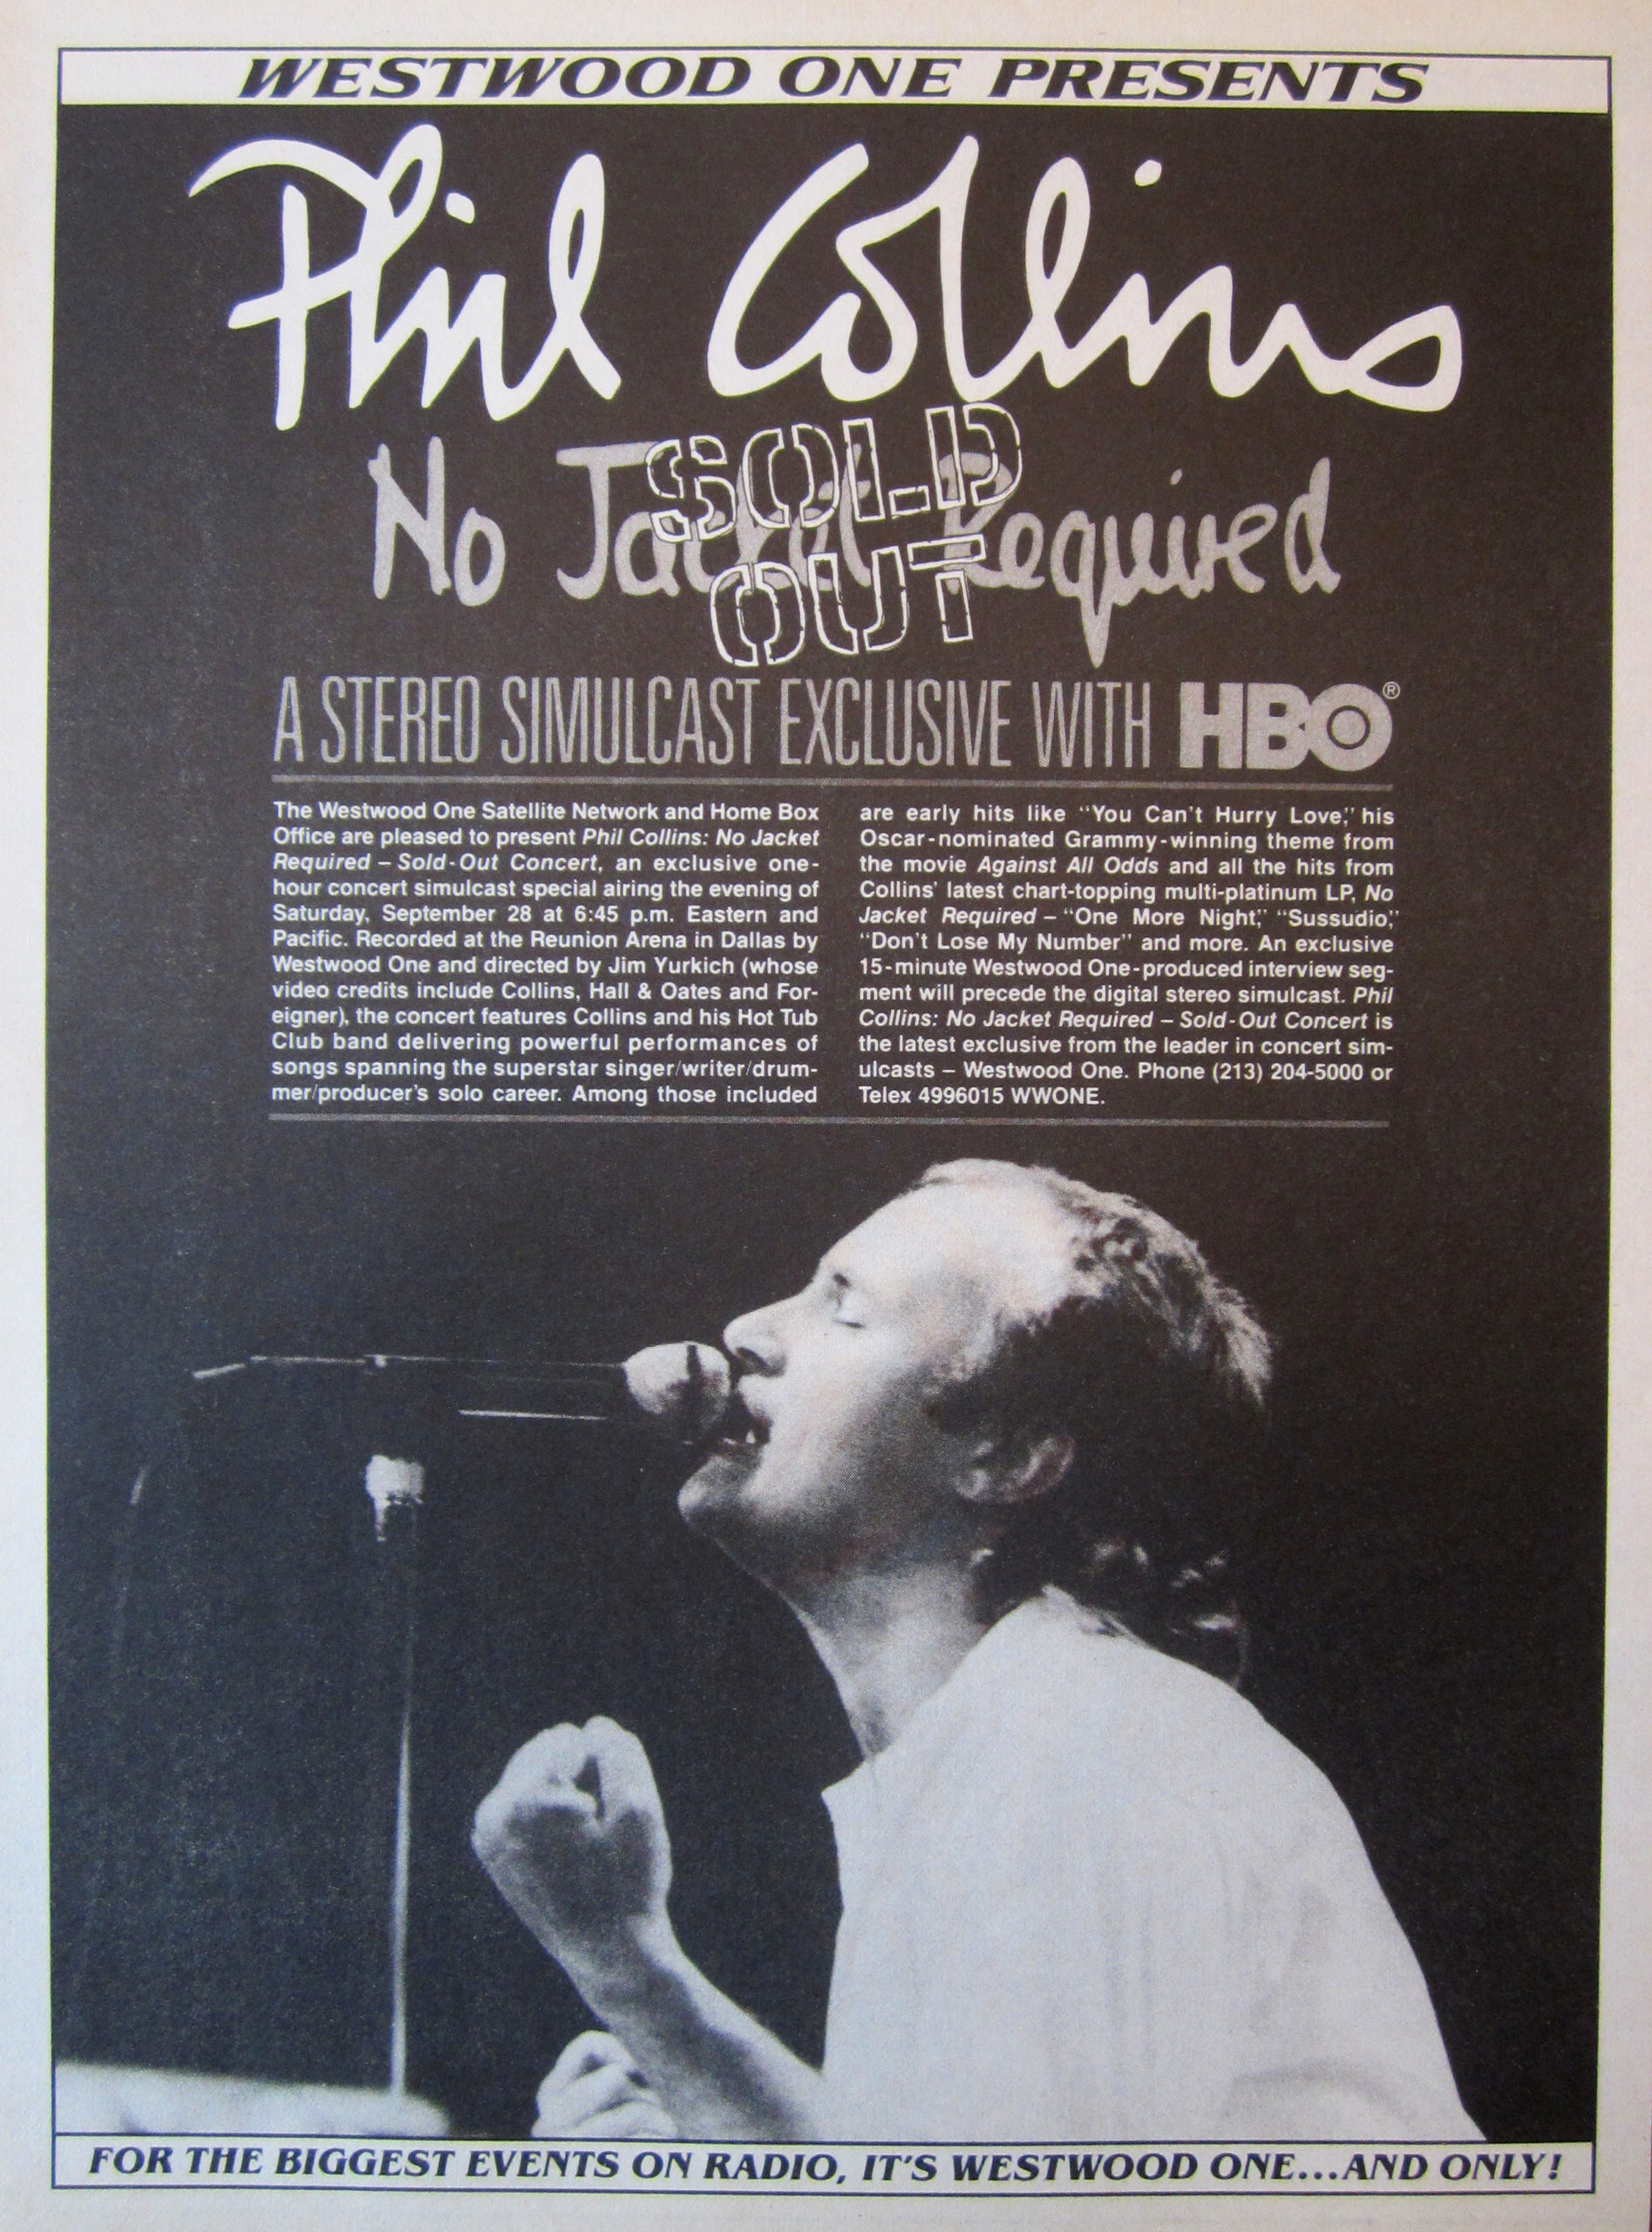 WESTWOOD ONE PRESENTS
Phil Collins
No Jacket Required
SOLD
OUT
A STEREO SIMULCAST EXCLUSIVE WITH HBO®
The Westwood One Satellite Network and Home Box
Office are pleased to present Phil Collins: No Jacket
Required – Sold-Out Concert, an exclusive one-
hour concert simulcast special airing the evening of
Saturday, September 28 at 6:45 p.m. Eastern and
Pacific. Recorded at the Reunion Arena in Dallas by
Westwood One and directed by Jim Yurkich (whose
video credits include Collins, Hall & Oates and For-
eigner), the concert features Collins and his Hot Tub
Club band delivering powerful performances of
songs spanning the superstar singer/writer/drum-
mer/producer's solo career. Among those included
are early hits like “You Can't Hurry Love,” his
Oscar-nominated Grammy-winning theme from
the movie Against All Odds and all the hits from
Collins' latest chart-topping multi-platinum LP, No
Jacket Required – “One More Night,” “Sussudio,”
“Don't Lose My Number” and more. An exclusive
15-minute Westwood One-produced interview seg-
ment will precede the digital stereo simulcast. Phil
Collins: No Jacket Required – Sold-Out Concert is
the latest exclusive from the leader in concert sim-
ulcasts – Westwood One. Phone (213) 204-5000 or
Telex 4996015 WWONE.
FOR THE BIGGEST EVENTS ON RADIO, IT'S WESTWOOD ONE...AND ONLY!